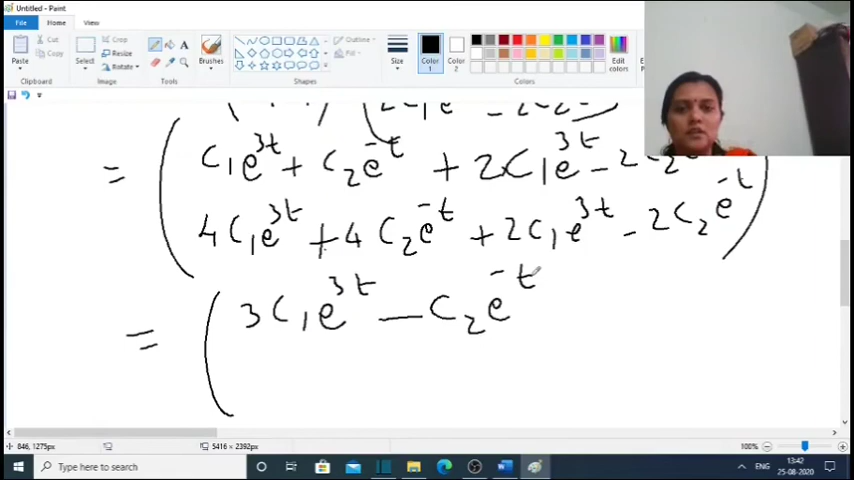 Untitled - Paint
File Home View
Paste Cut Copy Clipboard
Select Crop Resize Rotate Image
Tools
Brushes
Outline Fill Shapes
Size
Color 1 Color 2 Colors
Edit colors
= ( C₁e^{3t} + C₂e^{-t} + 2C₁e^{3t} - 2C₂e
4C₁e^{3t} + 4C₂e^{-t} + 2C₁e^{3t} - 2C₂e^{-t} )
= ( 3C₁e^{3t} — C₂e^{-t}
846, 1275px 5416 × 2392px 100%
Type here to search ENG 13:42 25-08-2020